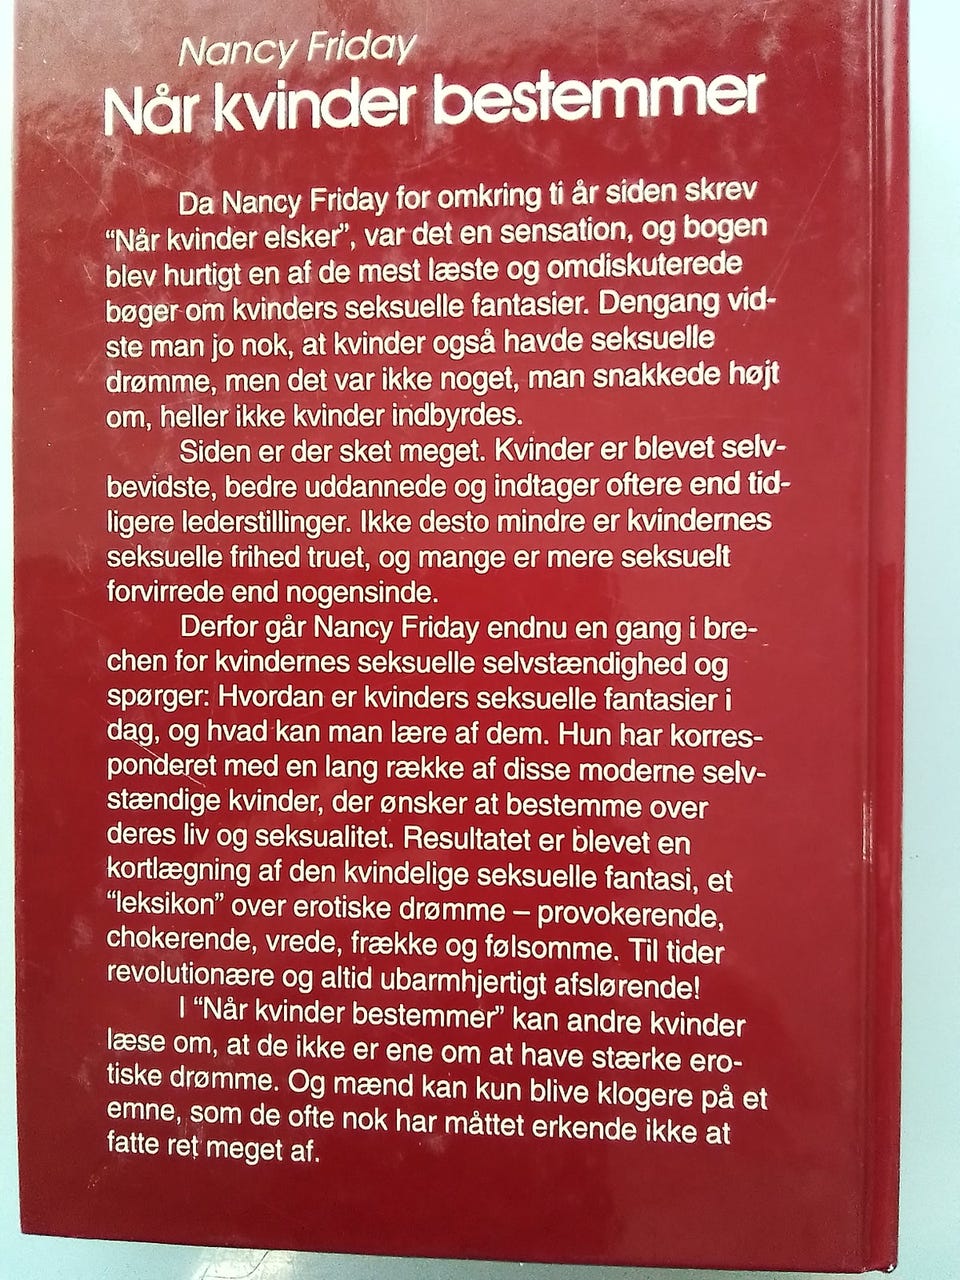 Nancy Friday
Når kvinder bestemmer
Da Nancy Friday for omkring ti år siden skrev
"Når kvinder elsker", var det en sensation, og bogen
blev hurtigt en af de mest læste og omdiskuterede
bøger om kvinders seksuelle fantasier. Dengang vid-
ste man jo nok, at kvinder også havde seksuelle
drømme, men det var ikke noget, man snakkede højt
om, heller ikke kvinder indbyrdes.
Siden er der sket meget. Kvinder er blevet selv-
bevidste, bedre uddannede og indtager oftere end tid-
ligere lederstillinger. Ikke desto mindre er kvindernes
seksuelle frihed truet, og mange er mere seksuelt
forvirrede end nogensinde.
Derfor går Nancy Friday endnu en gang i bre-
chen for kvindernes seksuelle selvstændighed og
spørger: Hvordan er kvinders seksuelle fantasier i
dag, og hvad kan man lære af dem. Hun har korres-
ponderet med en lang række af disse moderne selv-
stændige kvinder, der ønsker at bestemme over
deres liv og seksualitet. Resultatet er blevet en
kortlægning af den kvindelige seksuelle fantasi, et
"leksikon" over erotiske drømme – provokerende,
chokerende, vrede, frække og følsomme. Til tider
revolutionære og altid ubarmhjertigt afslørende!
I "Når kvinder bestemmer" kan andre kvinder
læse om, at de ikke er ene om at have stærke ero-
tiske drømme. Og mænd kan kun blive klogere på et
emne, som de ofte nok har måttet erkende ikke at
fatte ret meget af.